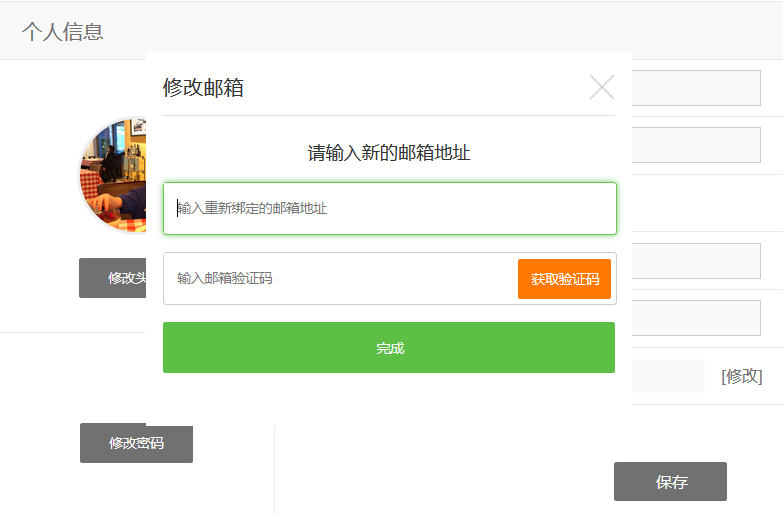 个人信息
修改邮箱
请输入新的邮箱地址
输入重新绑定的邮箱地址
输入邮箱验证码
获取验证码
修改头
完成
[修改]
修改密码
保存